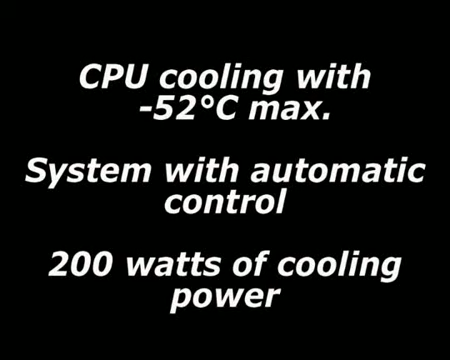 CPU cooling with
-52°C max.
System with automatic
control
200 watts of cooling
power